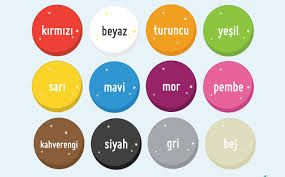 kırmızı
beyaz
turuncu
yeşil
sarı
mavi
mor
pembe
kahverengi
siyah
gri
bej